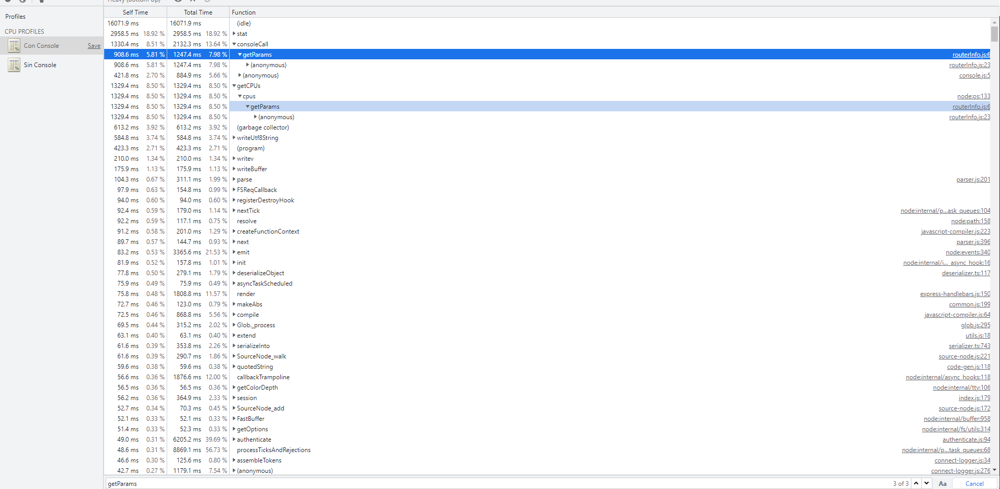 Heavy (Bottom Up)
Profiles
CPU PROFILES
Con Console Save
Sin Console
Self Time Total Time Function
16071.9 ms 16071.9 ms (idle)
2958.5 ms 18.92 % 2958.5 ms 18.92 % stat
1330.4 ms 8.51 % 2132.3 ms 13.64 % consoleCall
908.6 ms 5.81 % 1247.4 ms 7.98 % getParams routerInfo.js:6
908.6 ms 5.81 % 1247.4 ms 7.98 % (anonymous) routerInfo.js:23
421.8 ms 2.70 % 884.9 ms 5.66 % (anonymous) console.js:5
1329.4 ms 8.50 % 1329.4 ms 8.50 % getCPUs
1329.4 ms 8.50 % 1329.4 ms 8.50 % cpus node:os:133
1329.4 ms 8.50 % 1329.4 ms 8.50 % getParams routerInfo.js:6
1329.4 ms 8.50 % 1329.4 ms 8.50 % (anonymous) routerInfo.js:23
613.2 ms 3.92 % 613.2 ms 3.92 % (garbage collector)
584.8 ms 3.74 % 584.8 ms 3.74 % writeUtf8String
423.3 ms 2.71 % 423.3 ms 2.71 % (program)
210.0 ms 1.34 % 210.0 ms 1.34 % writev
175.9 ms 1.13 % 175.9 ms 1.13 % writeBuffer
104.3 ms 0.67 % 311.1 ms 1.99 % parse parser.js:201
97.9 ms 0.63 % 154.8 ms 0.99 % FSReqCallback
94.0 ms 0.60 % 94.0 ms 0.60 % registerDestroyHook
92.4 ms 0.59 % 179.0 ms 1.14 % nextTick node:internal/p...ask_queues:104
92.2 ms 0.59 % 117.1 ms 0.75 % resolve node:path:158
91.2 ms 0.58 % 201.0 ms 1.29 % createFunctionContext javascript-compiler.js:223
89.7 ms 0.57 % 144.7 ms 0.93 % next parser.js:396
83.2 ms 0.53 % 3365.6 ms 21.53 % emit node:events:340
81.9 ms 0.52 % 157.8 ms 1.01 % init node:internal/i..._async_hook:16
77.8 ms 0.50 % 279.1 ms 1.79 % deserializeObject deserializer.ts:117
75.9 ms 0.49 % 75.9 ms 0.49 % asyncTaskScheduled
75.8 ms 0.48 % 1808.8 ms 11.57 % render express-handlebars.js:150
72.7 ms 0.46 % 123.0 ms 0.79 % makeAbs common.js:199
72.5 ms 0.46 % 868.8 ms 5.56 % compile javascript-compiler.js:64
69.5 ms 0.44 % 315.2 ms 2.02 % Glob._process glob.js:295
63.1 ms 0.40 % 63.1 ms 0.40 % extend utils.js:18
61.6 ms 0.39 % 353.8 ms 2.26 % serializeInto serializer.ts:743
61.6 ms 0.39 % 290.7 ms 1.86 % SourceNode_walk source-node.js:221
59.6 ms 0.38 % 59.6 ms 0.38 % quotedString code-gen.js:118
56.6 ms 0.36 % 1876.6 ms 12.00 % callbackTrampoline node:internal/async_hooks:118
56.5 ms 0.36 % 56.5 ms 0.36 % getColorDepth node:internal/tty:106
56.2 ms 0.36 % 364.9 ms 2.33 % session index.js:179
52.7 ms 0.34 % 70.3 ms 0.45 % SourceNode_add source-node.js:172
52.1 ms 0.33 % 52.1 ms 0.33 % FastBuffer node:internal/buffer:958
51.4 ms 0.33 % 52.3 ms 0.33 % getOptions node:internal/fs/utils:314
49.0 ms 0.31 % 6205.2 ms 39.69 % authenticate authenticate.js:94
48.6 ms 0.31 % 8869.1 ms 56.73 % processTicksAndRejections node:internal/p...task_queues:68
46.6 ms 0.30 % 125.6 ms 0.80 % assembleTokens connect-logger.js:34
42.7 ms 0.27 % 1179.1 ms 7.54 % (anonymous) connect-logger.js:276
getParams 3 of 3 Aa Cancel